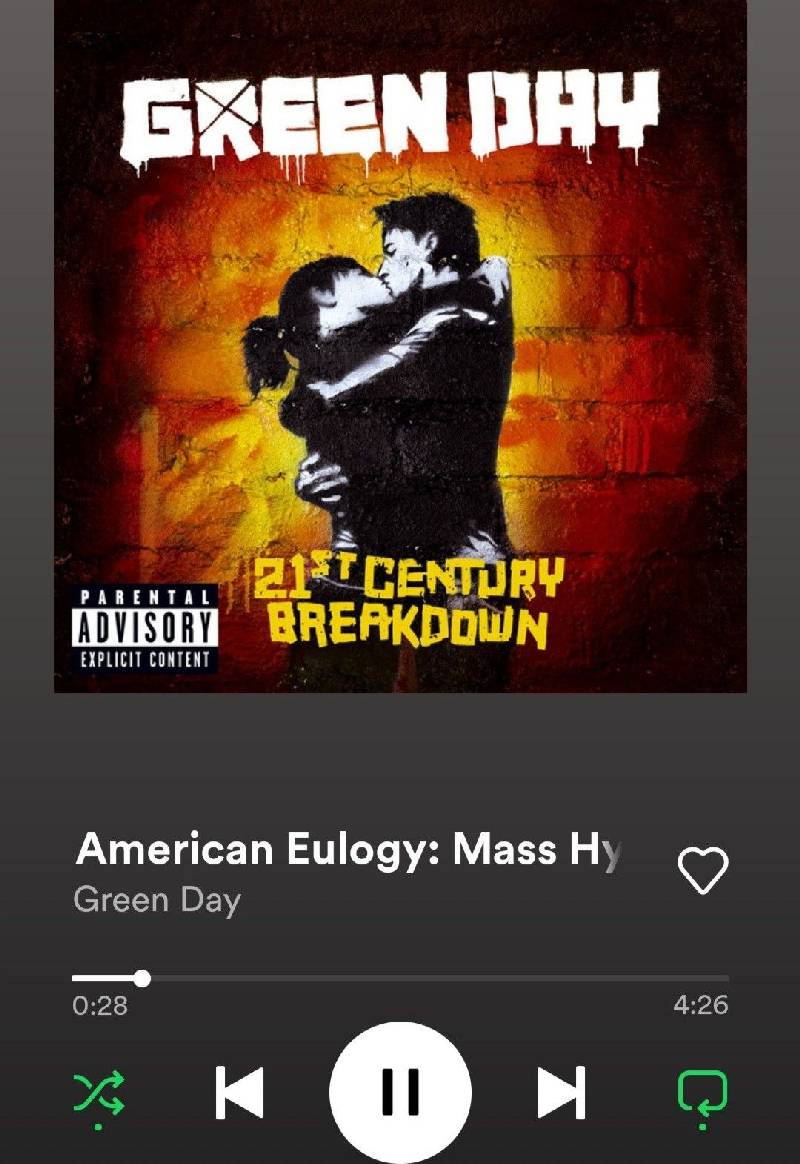 GREEN DAY
21ST CENTURY
BREAKDOWN
PARENTAL
ADVISORY
EXPLICIT CONTENT
American Eulogy: Mass Hy
Green Day
0:28
4:26